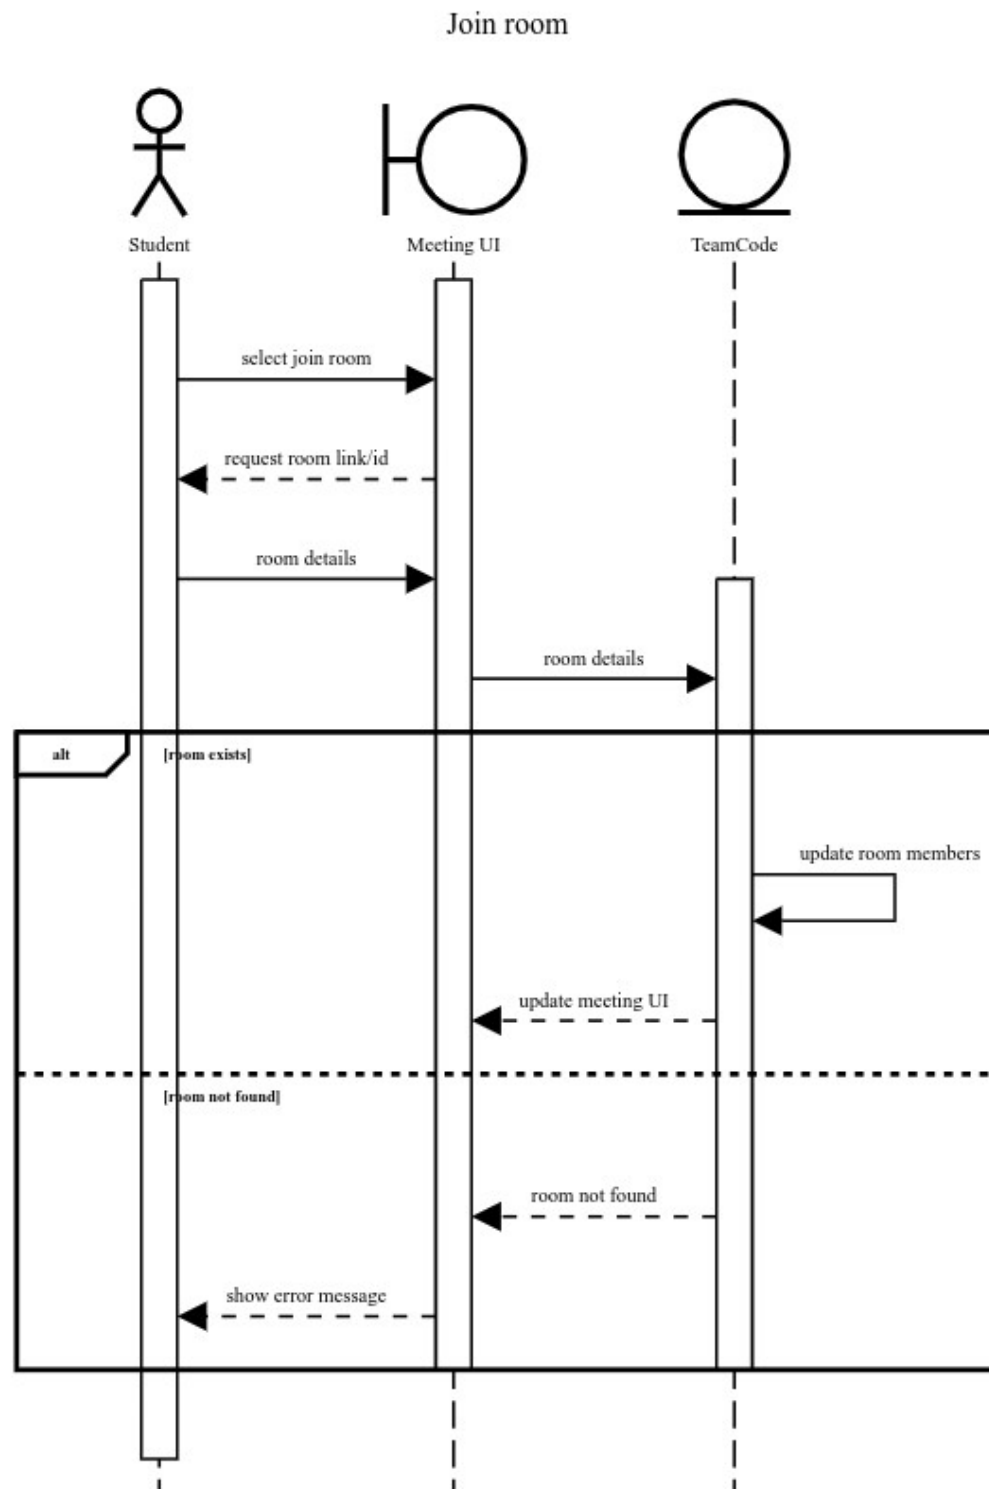 Join room
Student
Meeting UI
TeamCode
select join room
request room link/id
room details
room details
alt
[room exists]
update room members
update meeting UI
[room not found]
room not found
show error message